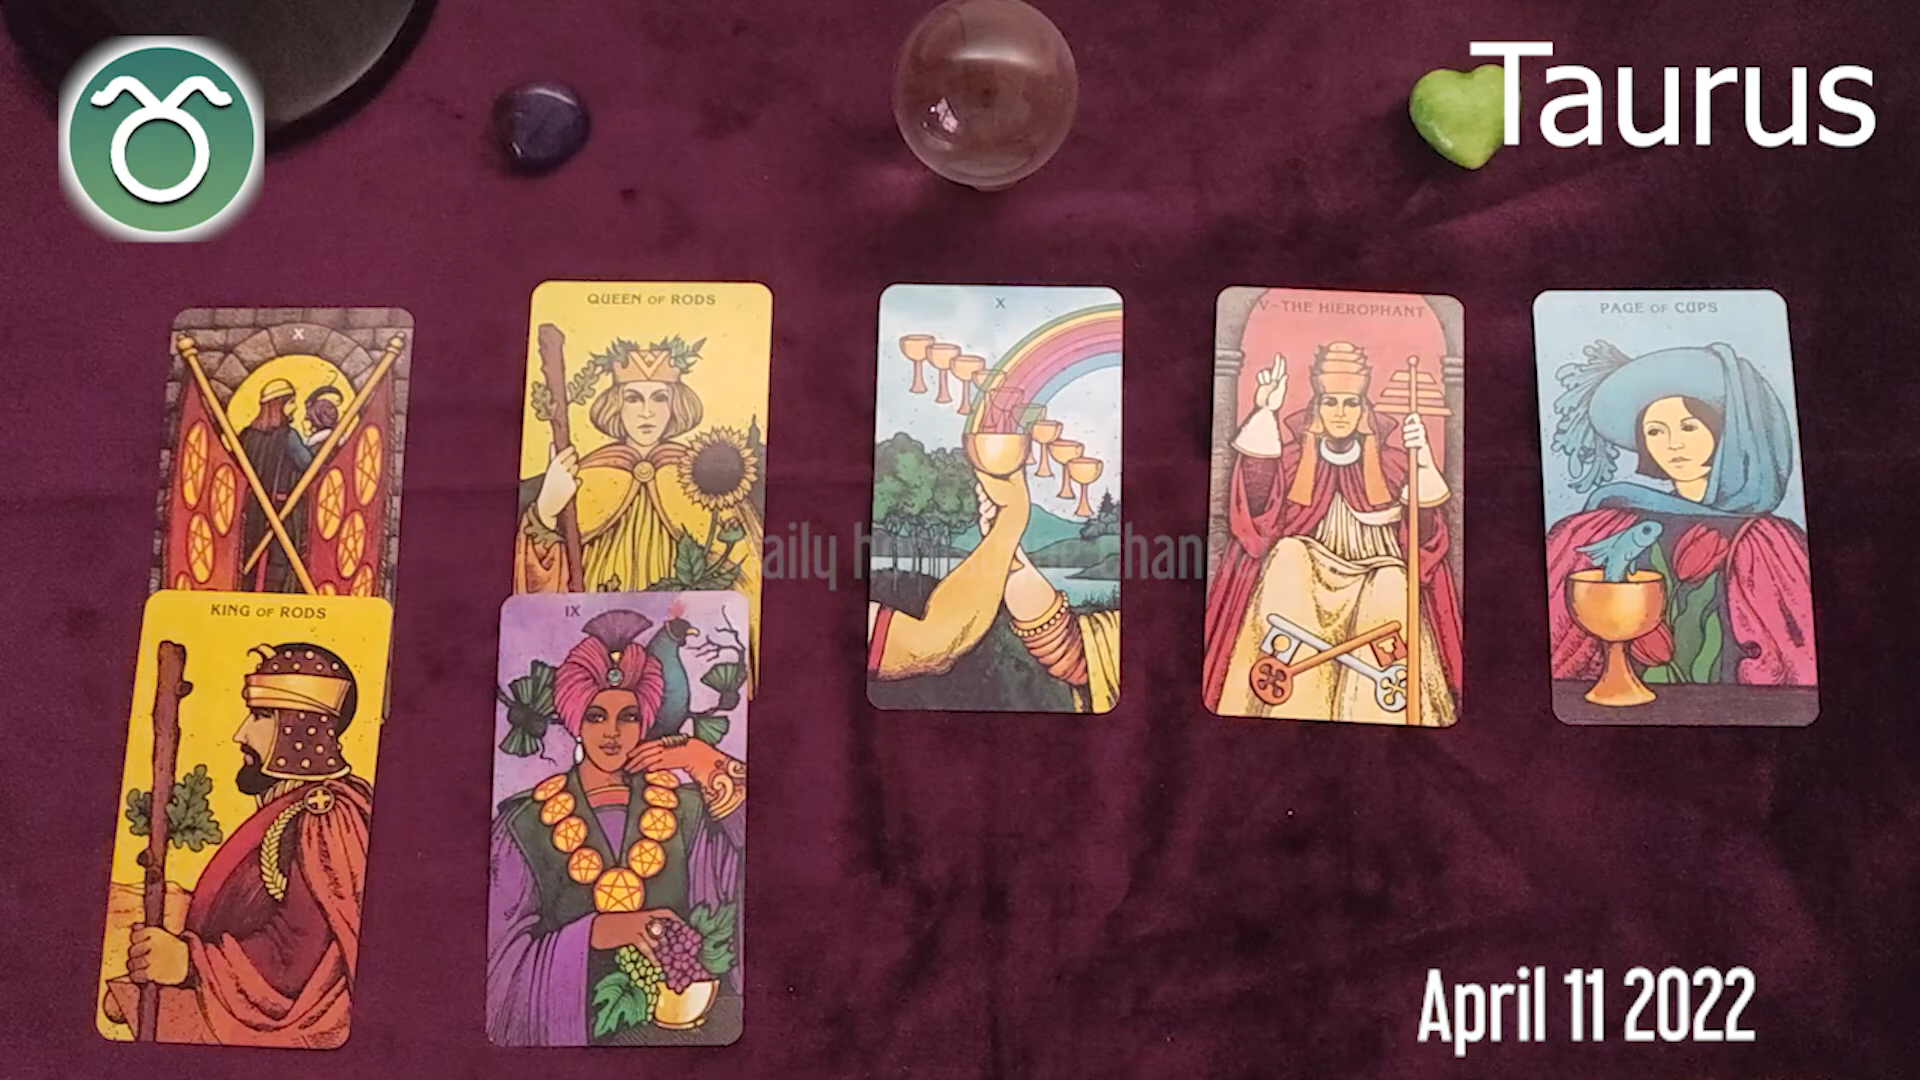 Taurus
X
QUEEN OF RODS
X
V-THE HIEROPHANT
PAGE OF CUPS
KING OF RODS
IX
April 11 2022